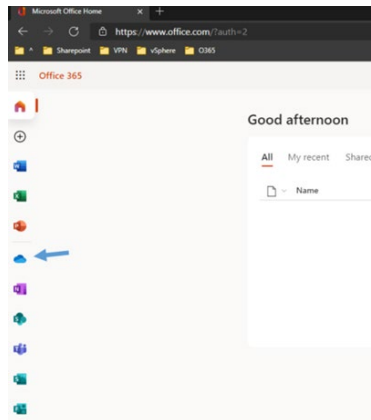 Microsoft Office Home
https://www.office.com/?auth=2
Sharepoint VPN vSphere O365
Office 365
Good afternoon
All My recent Shared
Name